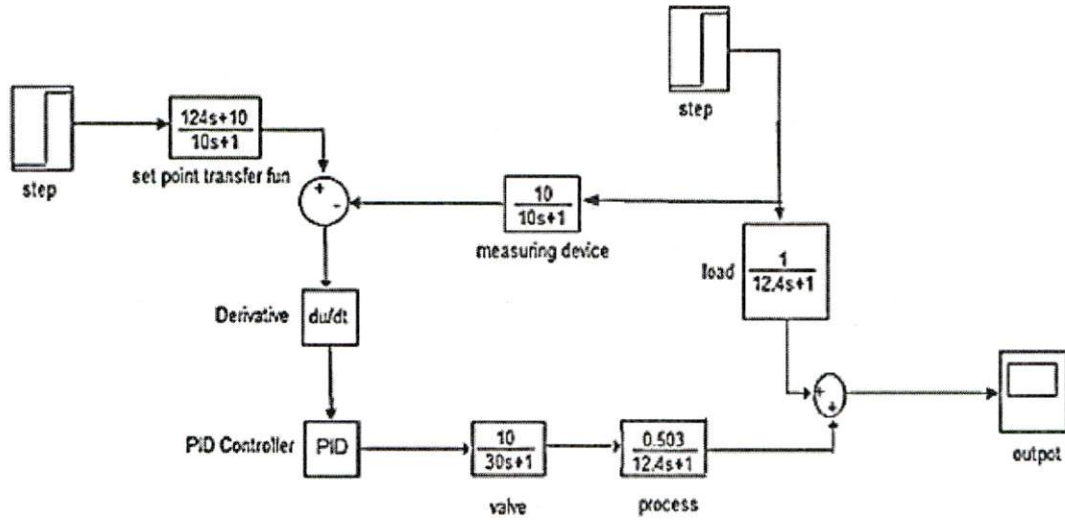 step
124s+10
10s+1
set point transfer fun
step
+
-
10
10s+1
measuring device
load
1
12.4s+1
Derivative
du/dt
+
+
PID Controller
PID
10
30s+1
valve
0.503
12.4s+1
process
output